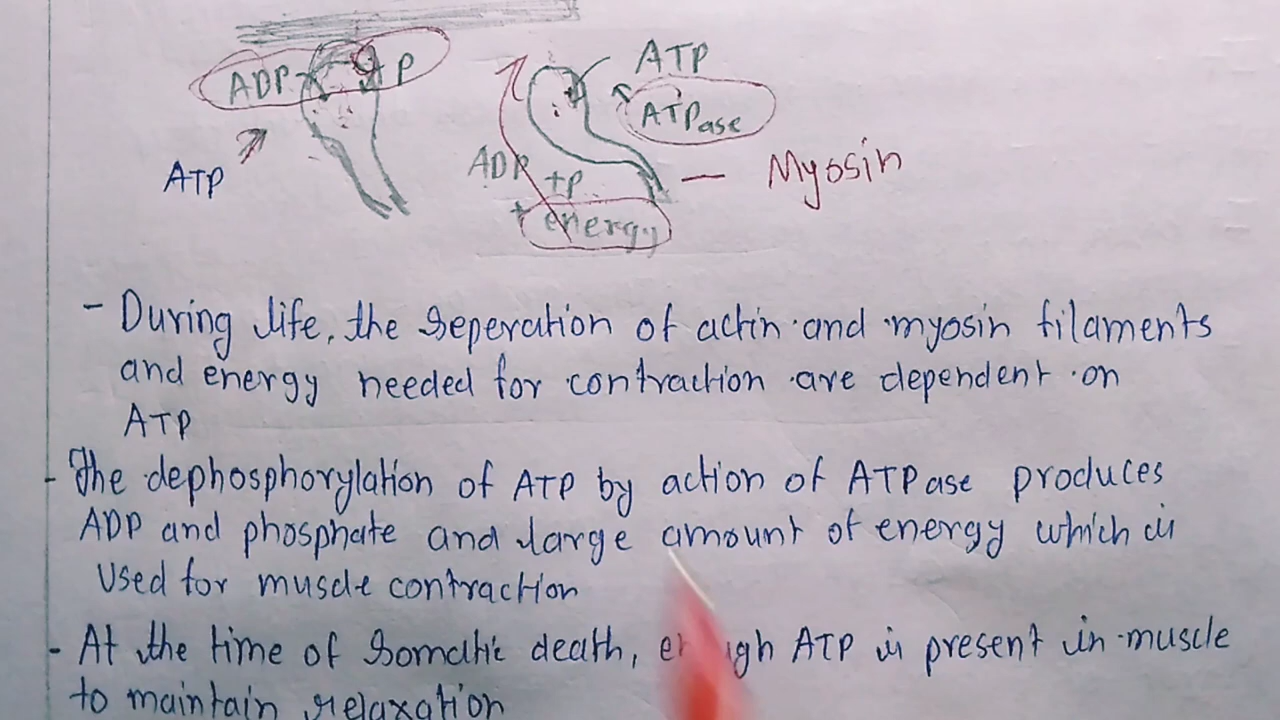 ADP + P
ATP
ATP
ATPase
ADP
+P
+ energy
— Myosin
- During life, the seperation of actin and myosin filaments
and energy needed for contraction are dependent on
ATP
- The dephosphorylation of ATP by action of ATPase produces
ADP and phosphate and large amount of energy which is
used for muscle contraction
- At the time of somatic death, ATP is present in muscle
to maintain relaxation